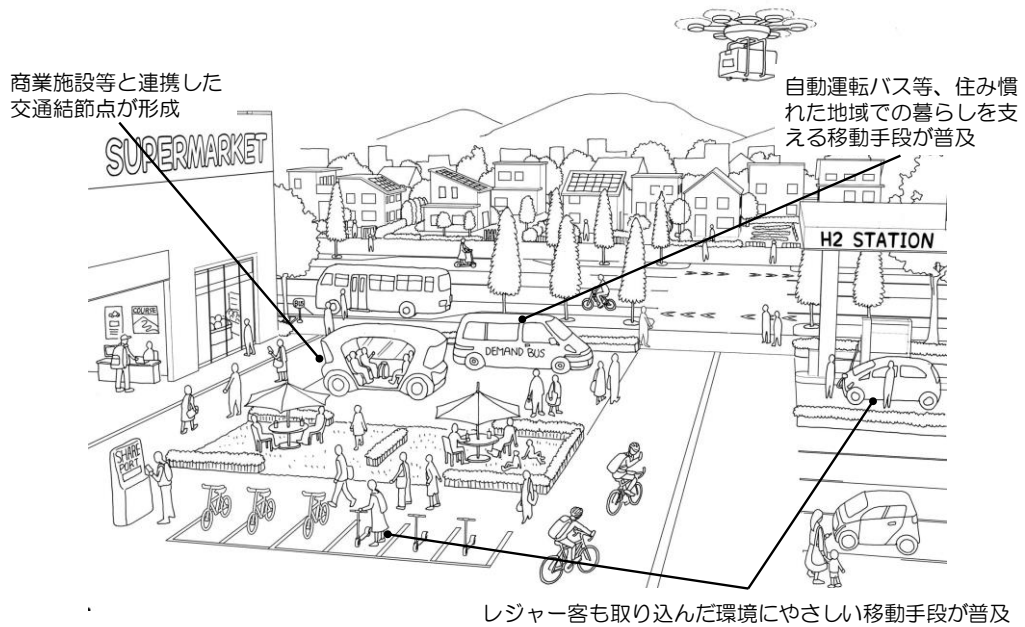 商業施設等と連携した
交通結節点が形成
自動運転バス等、住み慣
れた地域での暮らしを支
える移動手段が普及
SUPERMARKET
H2 STATION
COURSE
BUS
DEMAND BUS
SHARE
PORT
レジャー客も取り込んだ環境にやさしい移動手段が普及